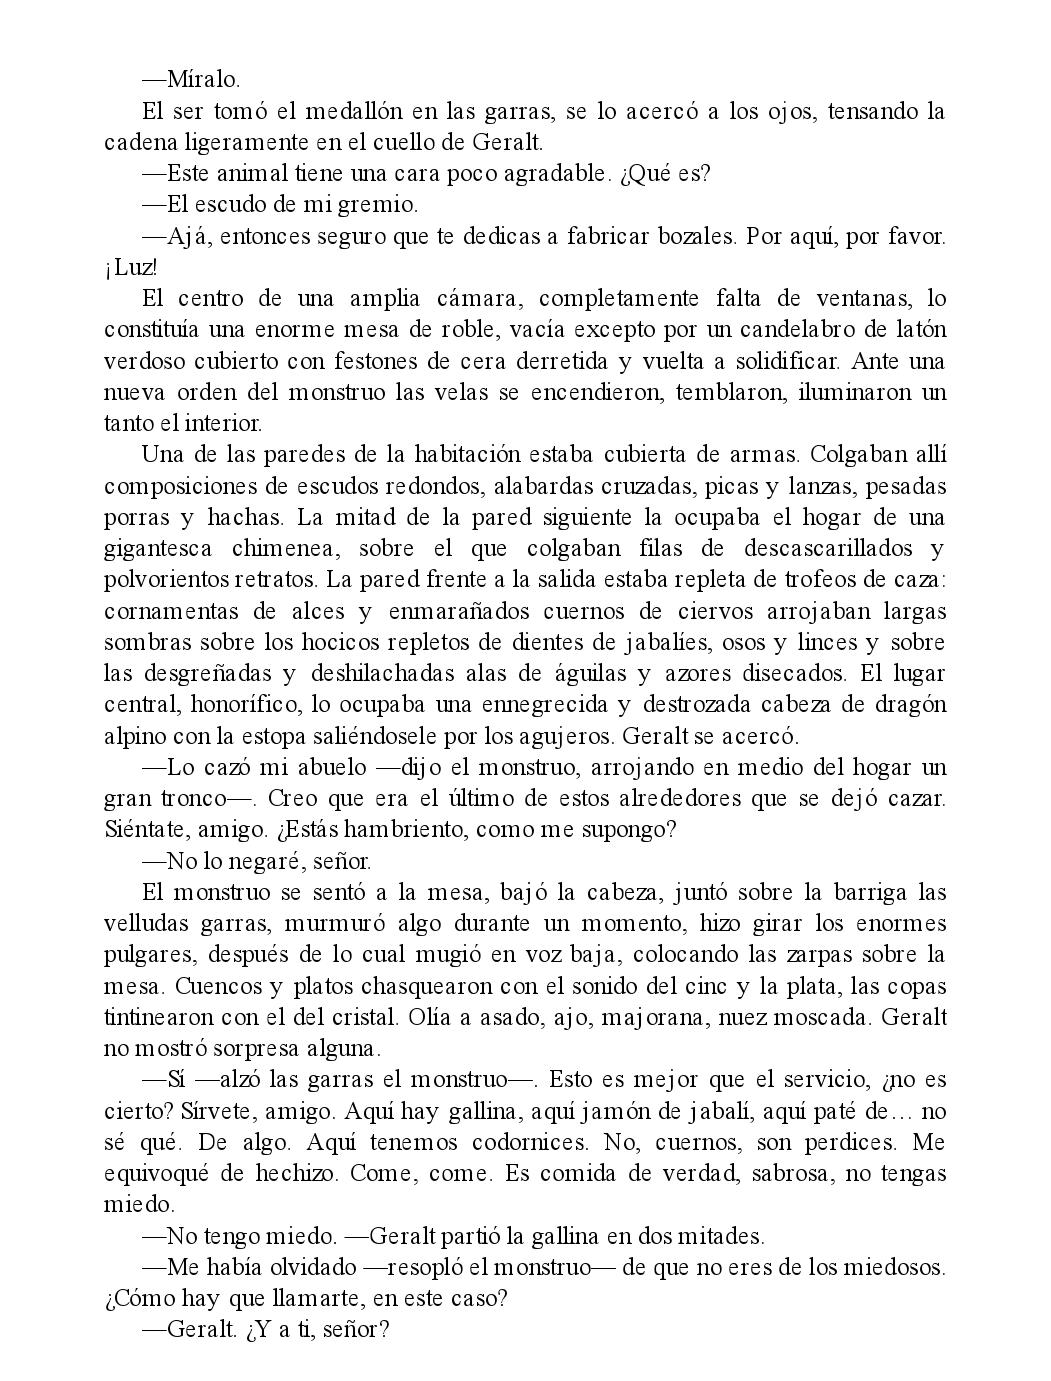 —Míralo.
El ser tomó el medallón en las garras, se lo acercó a los ojos, tensando la
cadena ligeramente en el cuello de Geralt.
—Este animal tiene una cara poco agradable. ¿Qué es?
—El escudo de mi gremio.
—Ajá, entonces seguro que te dedicas a fabricar bozales. Por aquí, por favor.
¡Luz!
El centro de una amplia cámara, completamente falta de ventanas, lo
constituía una enorme mesa de roble, vacía excepto por un candelabro de latón
verdoso cubierto con festones de cera derretida y vuelta a solidificar. Ante una
nueva orden del monstruo las velas se encendieron, temblaron, iluminaron un
tanto el interior.
Una de las paredes de la habitación estaba cubierta de armas. Colgaban allí
composiciones de escudos redondos, alabardas cruzadas, picas y lanzas, pesadas
porras y hachas. La mitad de la pared siguiente la ocupaba el hogar de una
gigantesca chimenea, sobre el que colgaban filas de descascarillados y
polvorientos retratos. La pared frente a la salida estaba repleta de trofeos de caza:
cornamentas de alces y enmarañados cuernos de ciervos arrojaban largas
sombras sobre los hocicos repletos de dientes de jabalíes, osos y linces y sobre
las desgreñadas y deshilachadas alas de águilas y azores disecados. El lugar
central, honorífico, lo ocupaba una ennegrecida y destrozada cabeza de dragón
alpino con la estopa saliéndosele por los agujeros. Geralt se acercó.
—Lo cazó mi abuelo —dijo el monstruo, arrojando en medio del hogar un
gran tronco—. Creo que era el último de estos alrededores que se dejó cazar.
Siéntate, amigo. ¿Estás hambriento, como me supongo?
—No lo negaré, señor.
El monstruo se sentó a la mesa, bajó la cabeza, juntó sobre la barriga las
velludas garras, murmuró algo durante un momento, hizo girar los enormes
pulgares, después de lo cual mugió en voz baja, colocando las zarpas sobre la
mesa. Cuencos y platos chasquearon con el sonido del cinc y la plata, las copas
tintinearon con el del cristal. Olía a asado, ajo, majorana, nuez moscada. Geralt
no mostró sorpresa alguna.
—Sí —alzó las garras el monstruo—. Esto es mejor que el servicio, ¿no es
cierto? Sírvete, amigo. Aquí hay gallina, aquí jamón de jabalí, aquí paté de… no
sé qué. De algo. Aquí tenemos codornices. No, cuernos, son perdices. Me
equivoqué de hechizo. Come, come. Es comida de verdad, sabrosa, no tengas
miedo.
—No tengo miedo. —Geralt partió la gallina en dos mitades.
—Me había olvidado —resopló el monstruo— de que no eres de los miedosos.
¿Cómo hay que llamarte, en este caso?
—Geralt. ¿Y a ti, señor?